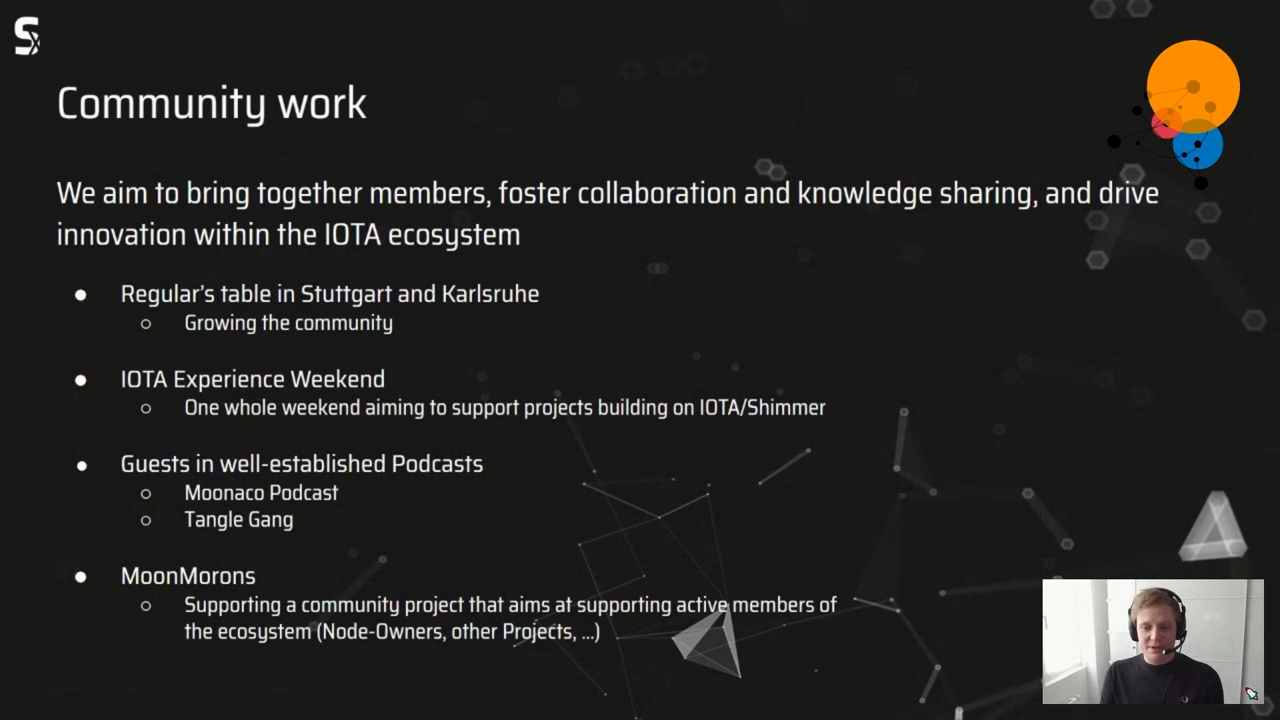 Community work
We aim to bring together members, foster collaboration and knowledge sharing, and drive
innovation within the IOTA ecosystem
● Regular's table in Stuttgart and Karlsruhe
○ Growing the community
● IOTA Experience Weekend
○ One whole weekend aiming to support projects building on IOTA/Shimmer
● Guests in well-established Podcasts
○ Moonaco Podcast
○ Tangle Gang
● MoonMorons
○ Supporting a community project that aims at supporting active members of
the ecosystem (Node-Owners, other Projects, ...)